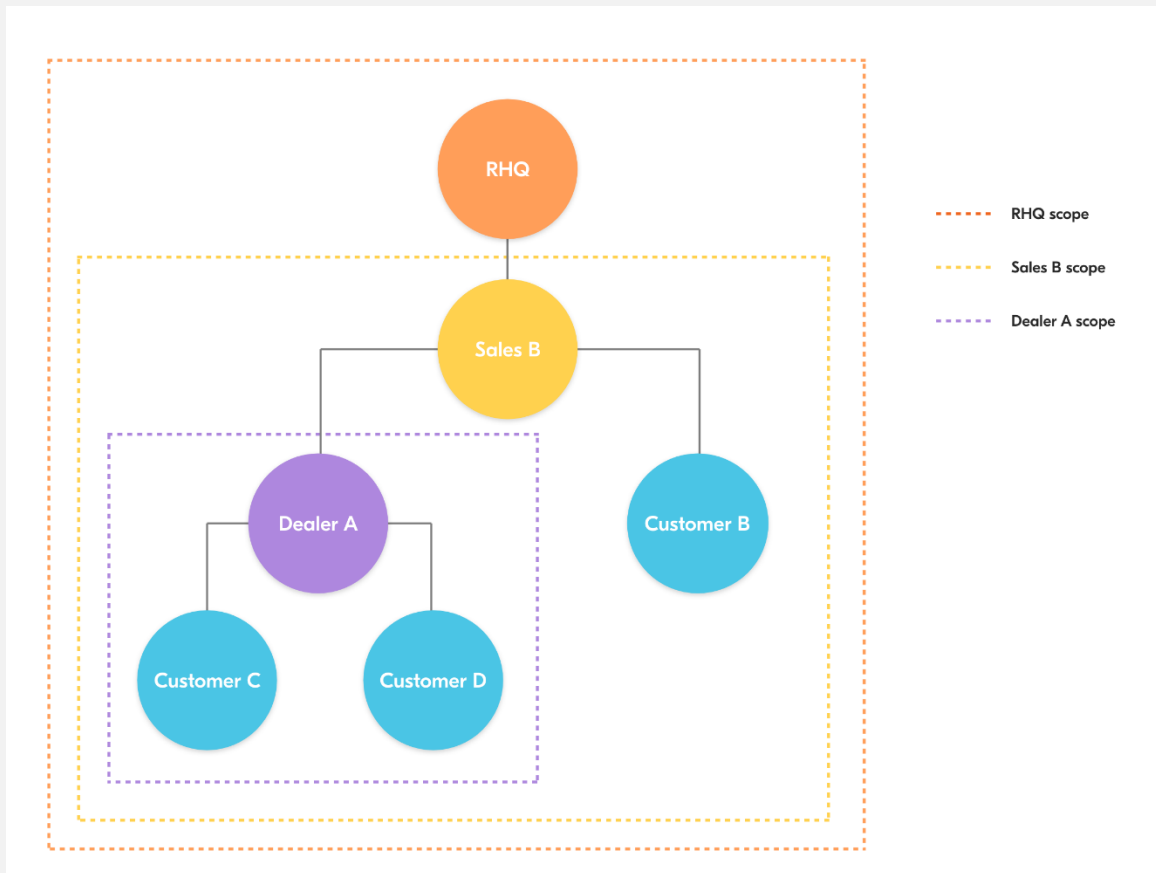 RHQ
RHQ scope
Sales B scope
Dealer A scope
Sales B
Dealer A
Customer B
Customer C
Customer D